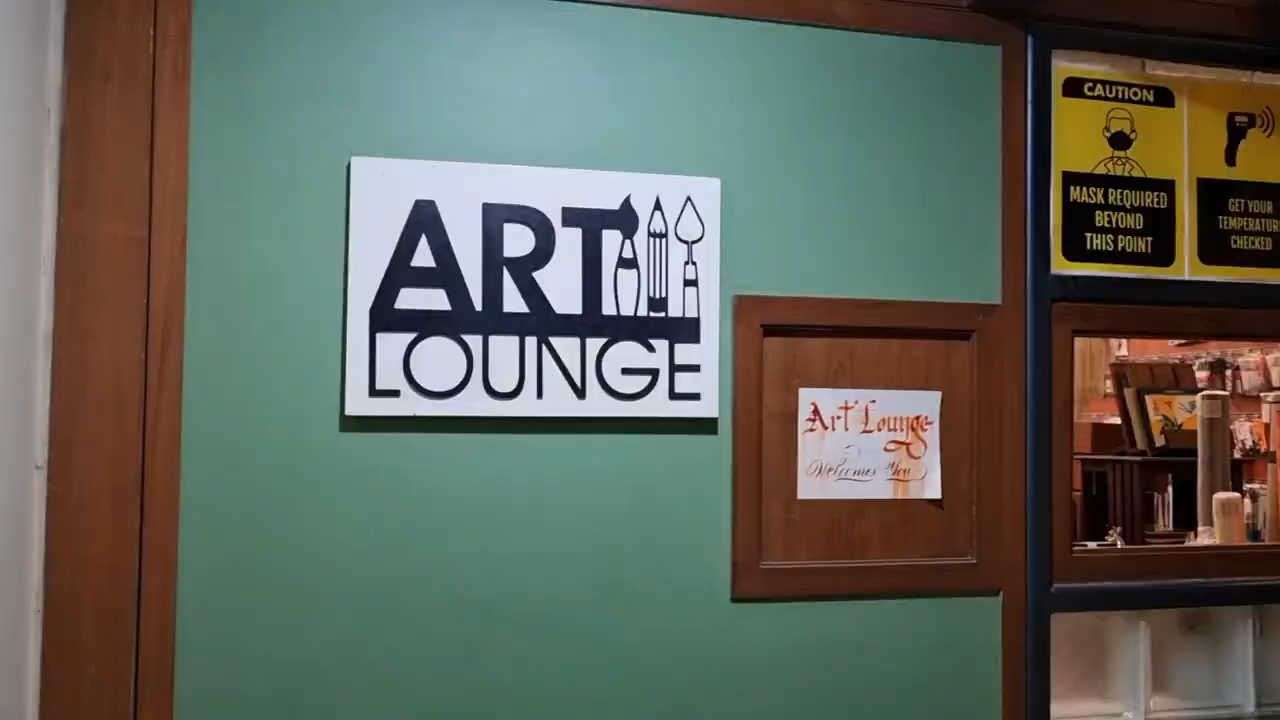 ART
LOUNGE
Art Lounge
Welcomes You
CAUTION
MASK REQUIRED
BEYOND
THIS POINT
GET YOUR
TEMPERATURE
CHECKED